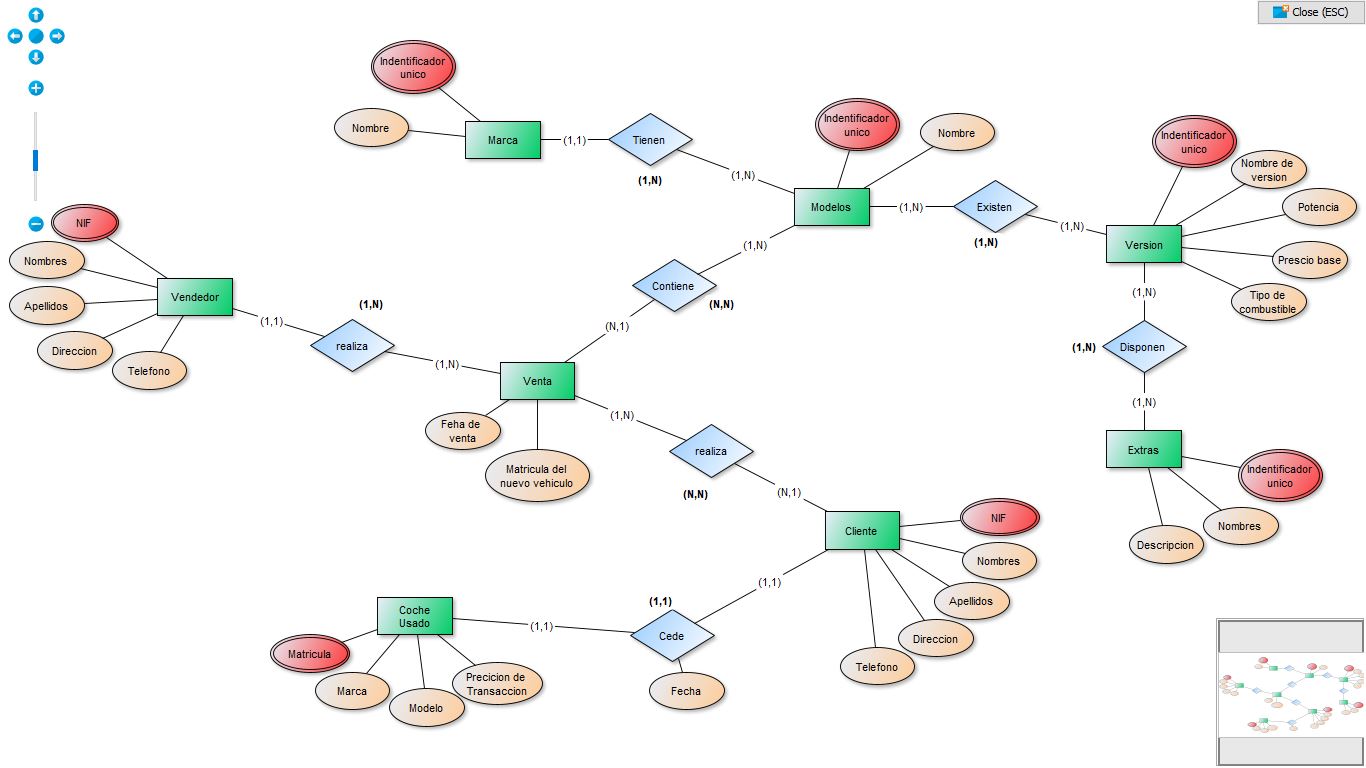 Close (ESC)
Indentificador
unico
Nombre
Marca
(1,1)
Tienen
(1,N)
(1,N)
Indentificador
unico
Nombre
Modelos
(1,N)
Existen
(1,N)
(1,N)
Indentificador
unico
Nombre de
version
Potencia
Prescio base
Tipo de
combustible
Version
(1,N)
Disponen
(1,N)
(1,N)
Extras
Indentificador
unico
Nombres
Descripcion
(1,N)
Contiene
(N,N)
(N,1)
NIF
Nombres
Apellidos
Direccion
Telefono
Vendedor
(1,1)
(1,N)
realiza
(1,N)
Venta
Feha de
venta
Matricula del
nuevo vehiculo
(1,N)
realiza
(N,N)
(N,1)
Cliente
NIF
Nombres
Apellidos
Direccion
Telefono
(1,1)
(1,1)
Cede
Fecha
(1,1)
Coche
Usado
Matricula
Marca
Modelo
Precicion de
Transaccion